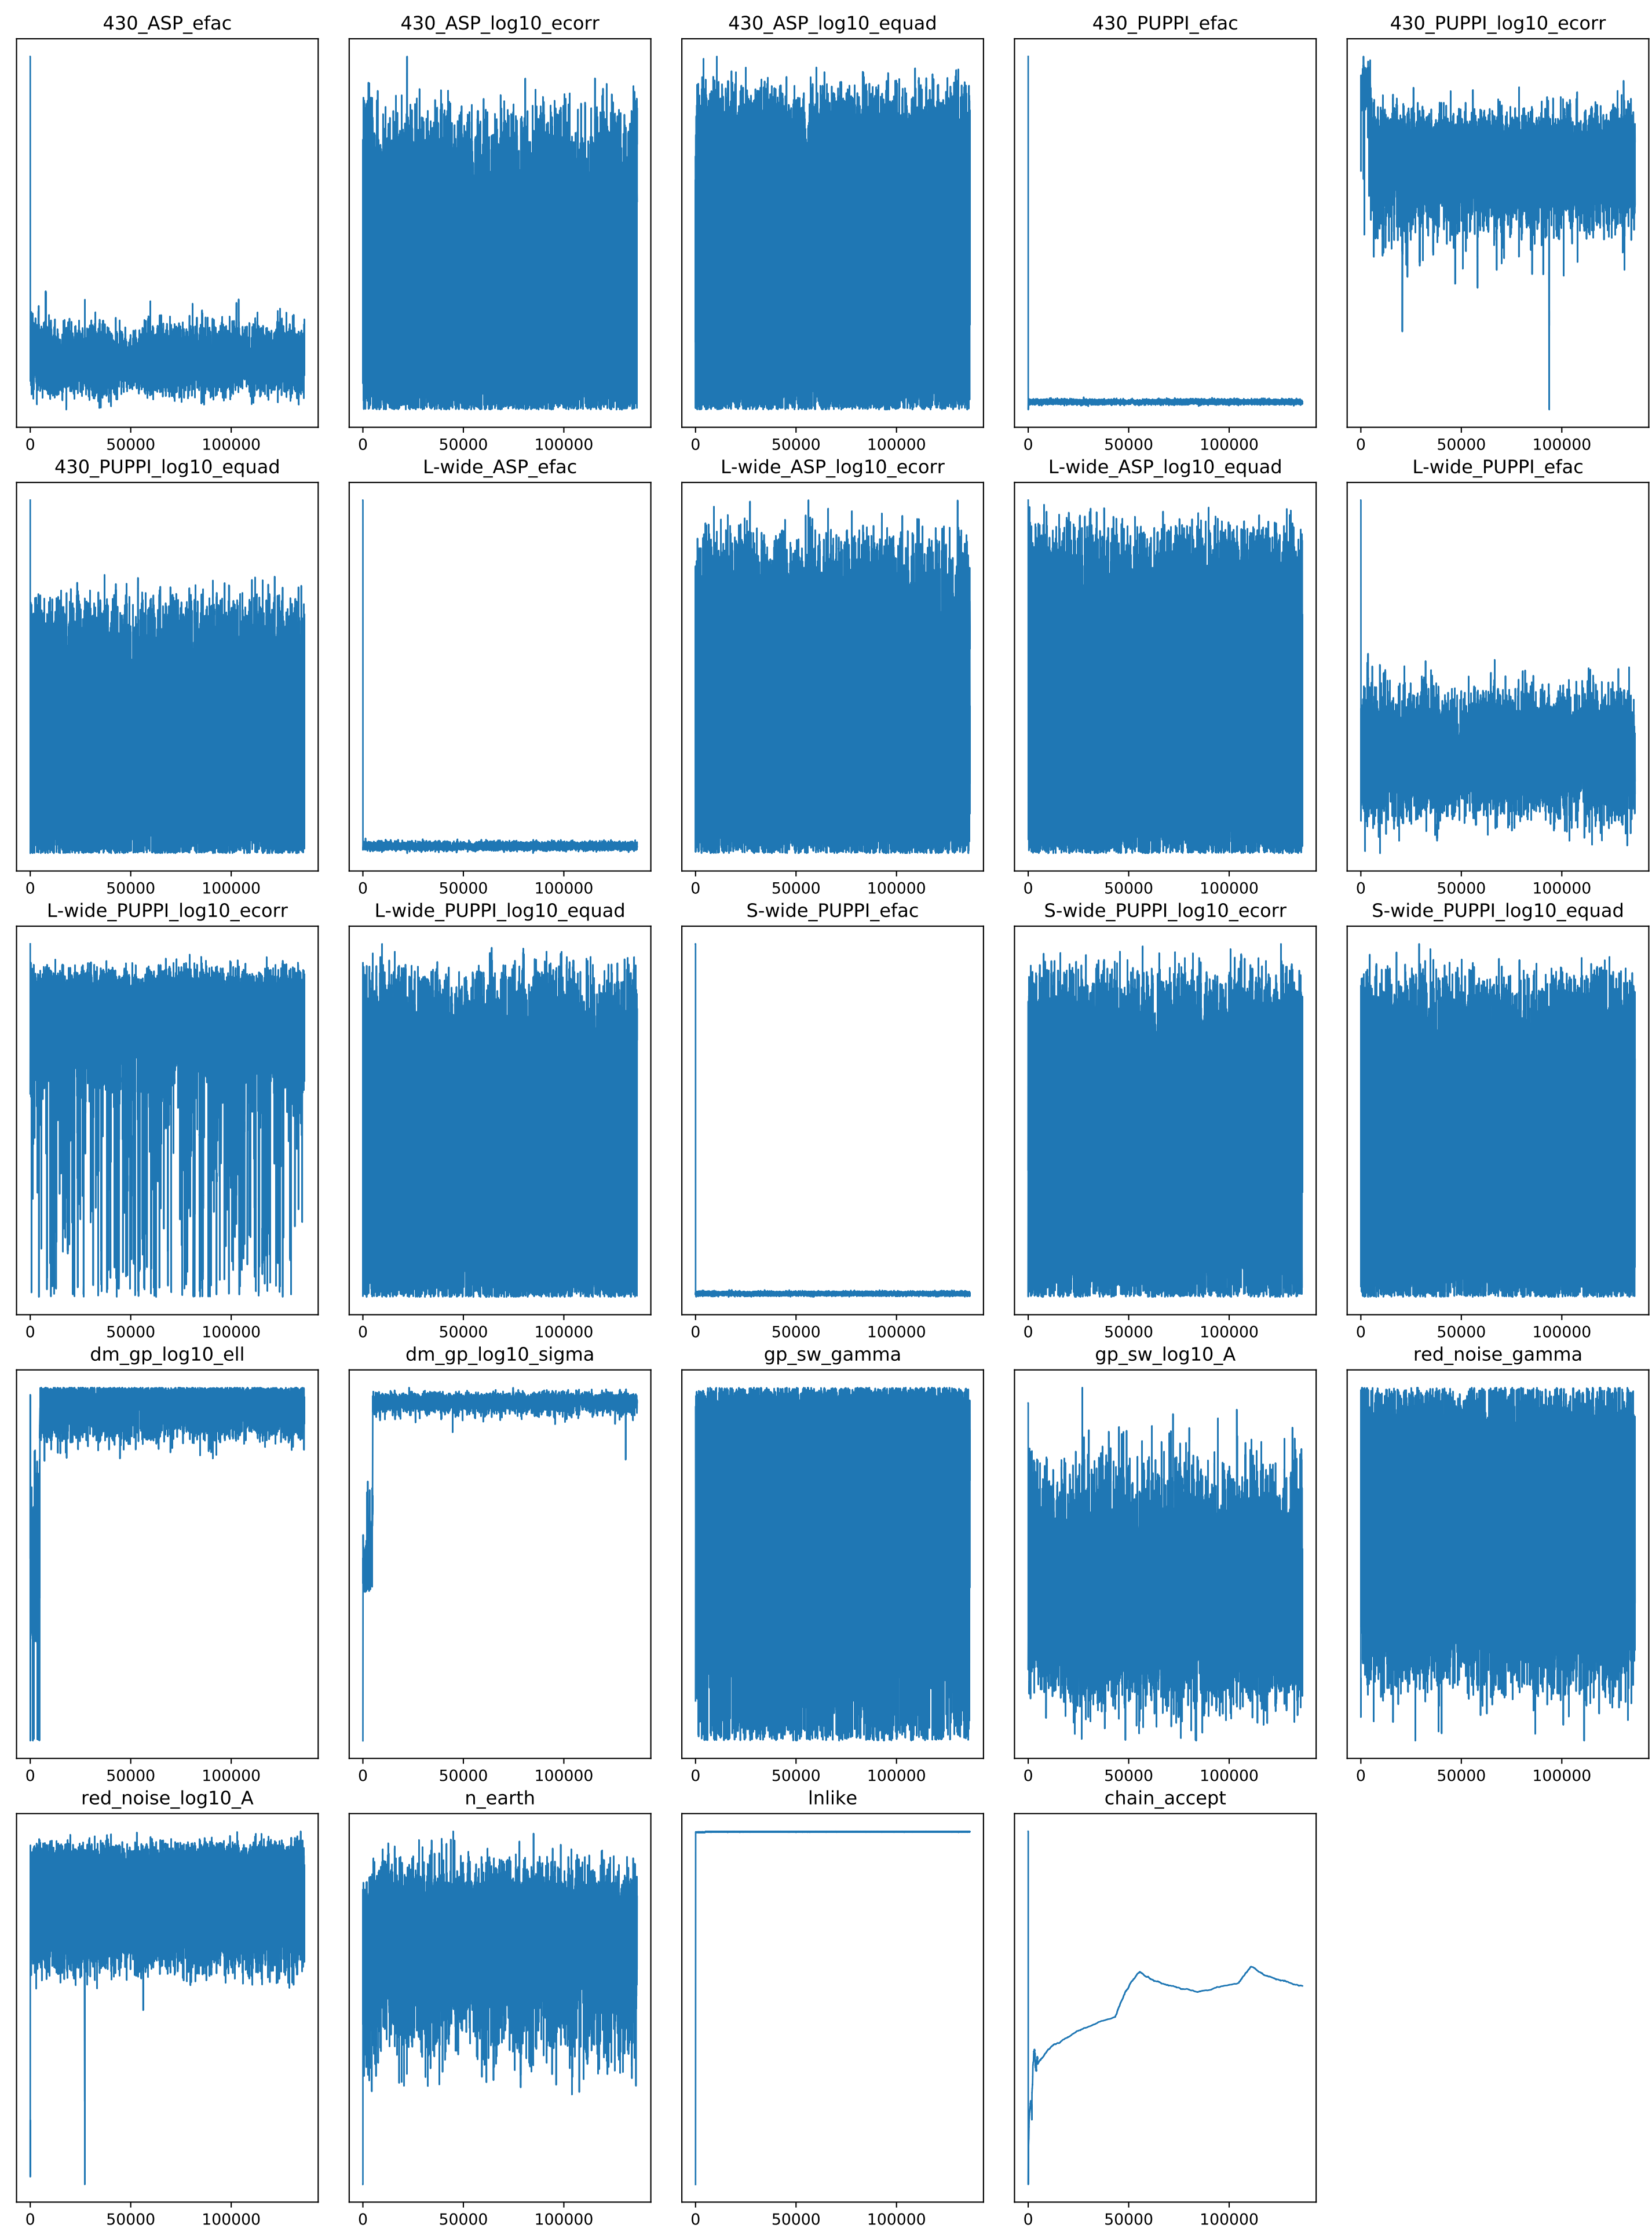 430_ASP_efac 430_ASP_log10_ecorr 430_ASP_log10_equad 430_PUPPI_efac 430_PUPPI_log10_ecorr
0 50000 100000 0 50000 100000 0 50000 100000 0 50000 100000 0 50000 100000
430_PUPPI_log10_equad L-wide_ASP_efac L-wide_ASP_log10_ecorr L-wide_ASP_log10_equad L-wide_PUPPI_efac
0 50000 100000 0 50000 100000 0 50000 100000 0 50000 100000 0 50000 100000
L-wide_PUPPI_log10_ecorr L-wide_PUPPI_log10_equad S-wide_PUPPI_efac S-wide_PUPPI_log10_ecorr S-wide_PUPPI_log10_equad
0 50000 100000 0 50000 100000 0 50000 100000 0 50000 100000 0 50000 100000
dm_gp_log10_ell dm_gp_log10_sigma gp_sw_gamma gp_sw_log10_A red_noise_gamma
0 50000 100000 0 50000 100000 0 50000 100000 0 50000 100000 0 50000 100000
red_noise_log10_A n_earth lnlike chain_accept
0 50000 100000 0 50000 100000 0 50000 100000 0 50000 100000